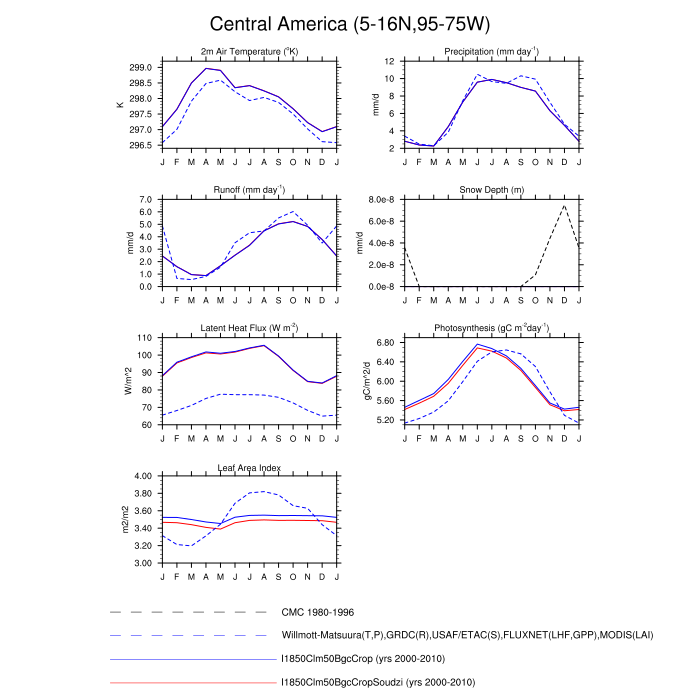 Central America (5-16N,95-75W)
2m Air Temperature (°K)
Precipitation (mm day⁻¹)
299.0
298.5
298.0
297.5
297.0
296.5
K
J F M A M J J A S O N D J
12
10
8
6
4
2
mm/d
J F M A M J J A S O N D J
Runoff (mm day⁻¹)
Snow Depth (m)
7.0
6.0
5.0
4.0
3.0
2.0
1.0
0.0
mm/d
J F M A M J J A S O N D J
8.0e-8
6.0e-8
4.0e-8
2.0e-8
0.0e-8
mm/d
J F M A M J J A S O N D J
Latent Heat Flux (W m⁻²)
Photosynthesis (gC m⁻²day⁻¹)
110
100
90
80
70
60
W/m^2
J F M A M J J A S O N D J
6.80
6.40
6.00
5.60
5.20
gC/m^2/d
J F M A M J J A S O N D J
Leaf Area Index
4.00
3.80
3.60
3.40
3.20
3.00
m2/m2
J F M A M J J A S O N D J
CMC 1980-1996
Willmott-Matsuura(T,P),GRDC(R),USAF/ETAC(S),FLUXNET(LHF,GPP),MODIS(LAI)
I1850Clm50BgcCrop (yrs 2000-2010)
I1850Clm50BgcCropSoudzi (yrs 2000-2010)